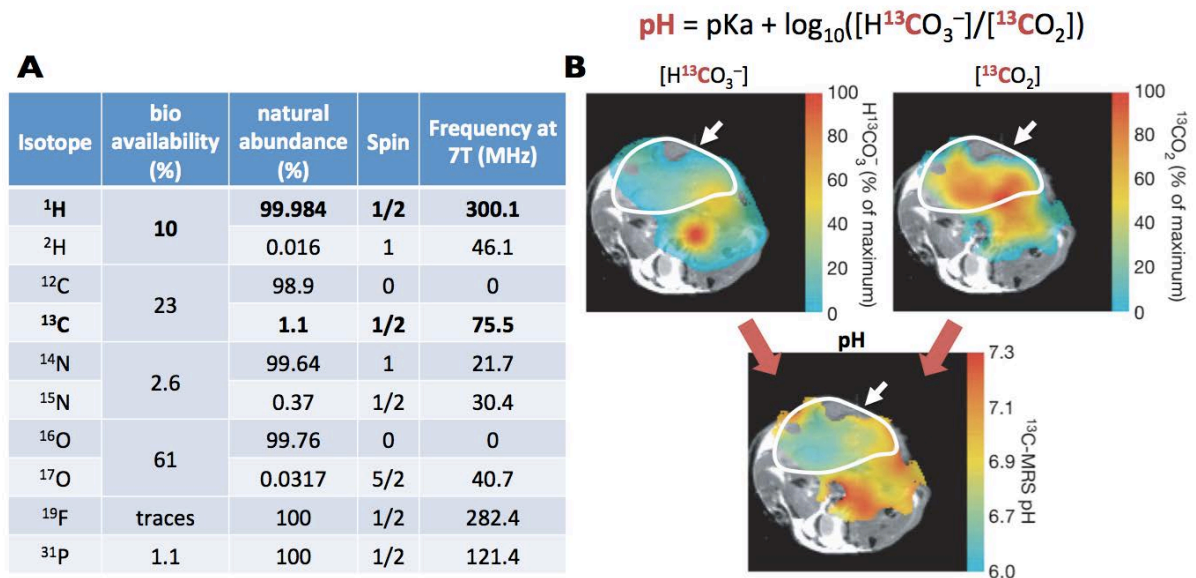 pH = pKa + log₁₀([H¹³CO₃⁻]/[¹³CO₂])
A
Isotope bio availability (%) natural abundance (%) Spin Frequency at 7T (MHz)
¹H 10 99.984 1/2 300.1
²H 0.016 1 46.1
¹²C 23 98.9 0 0
¹³C 1.1 1/2 75.5
¹⁴N 2.6 99.64 1 21.7
¹⁵N 0.37 1/2 30.4
¹⁶O 61 99.76 0 0
¹⁷O 0.0317 5/2 40.7
¹⁹F traces 100 1/2 282.4
³¹P 1.1 100 1/2 121.4
B
[H¹³CO₃⁻]
100
80
60
40
20
0
H¹³CO₃⁻ (% of maximum)
[¹³CO₂]
100
80
60
40
20
0
¹³CO₂ (% of maximum)
pH
7.3
7.1
6.9
6.7
6.0
¹³C-MRS pH